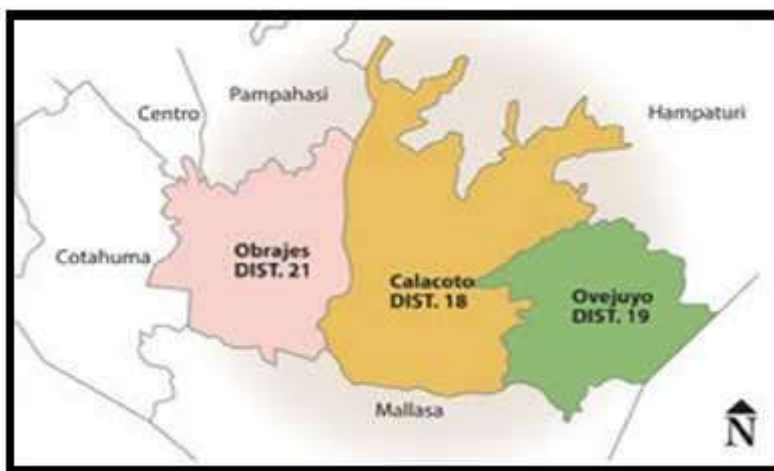 Pampahasi
Centro
Hampaturi
Cotahuma
Obrajes
DIST. 21
Calacoto
DIST. 18
Ovejuyo
DIST. 19
Mallasa
N